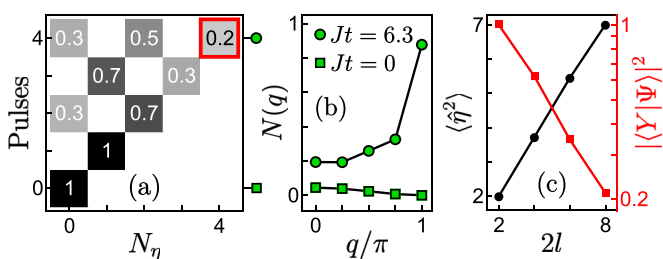 Pulses
4
0
0.3
0.5
0.2
0.7
0.3
0.3
0.7
1
1
(a)
0
4
N_η
N(q)
1
0
Jt = 6.3
Jt = 0
(b)
0
1
q/π
⟨η̂²⟩
7
2
(c)
2
8
2l
1
0.2
|⟨Y|Ψ⟩|²